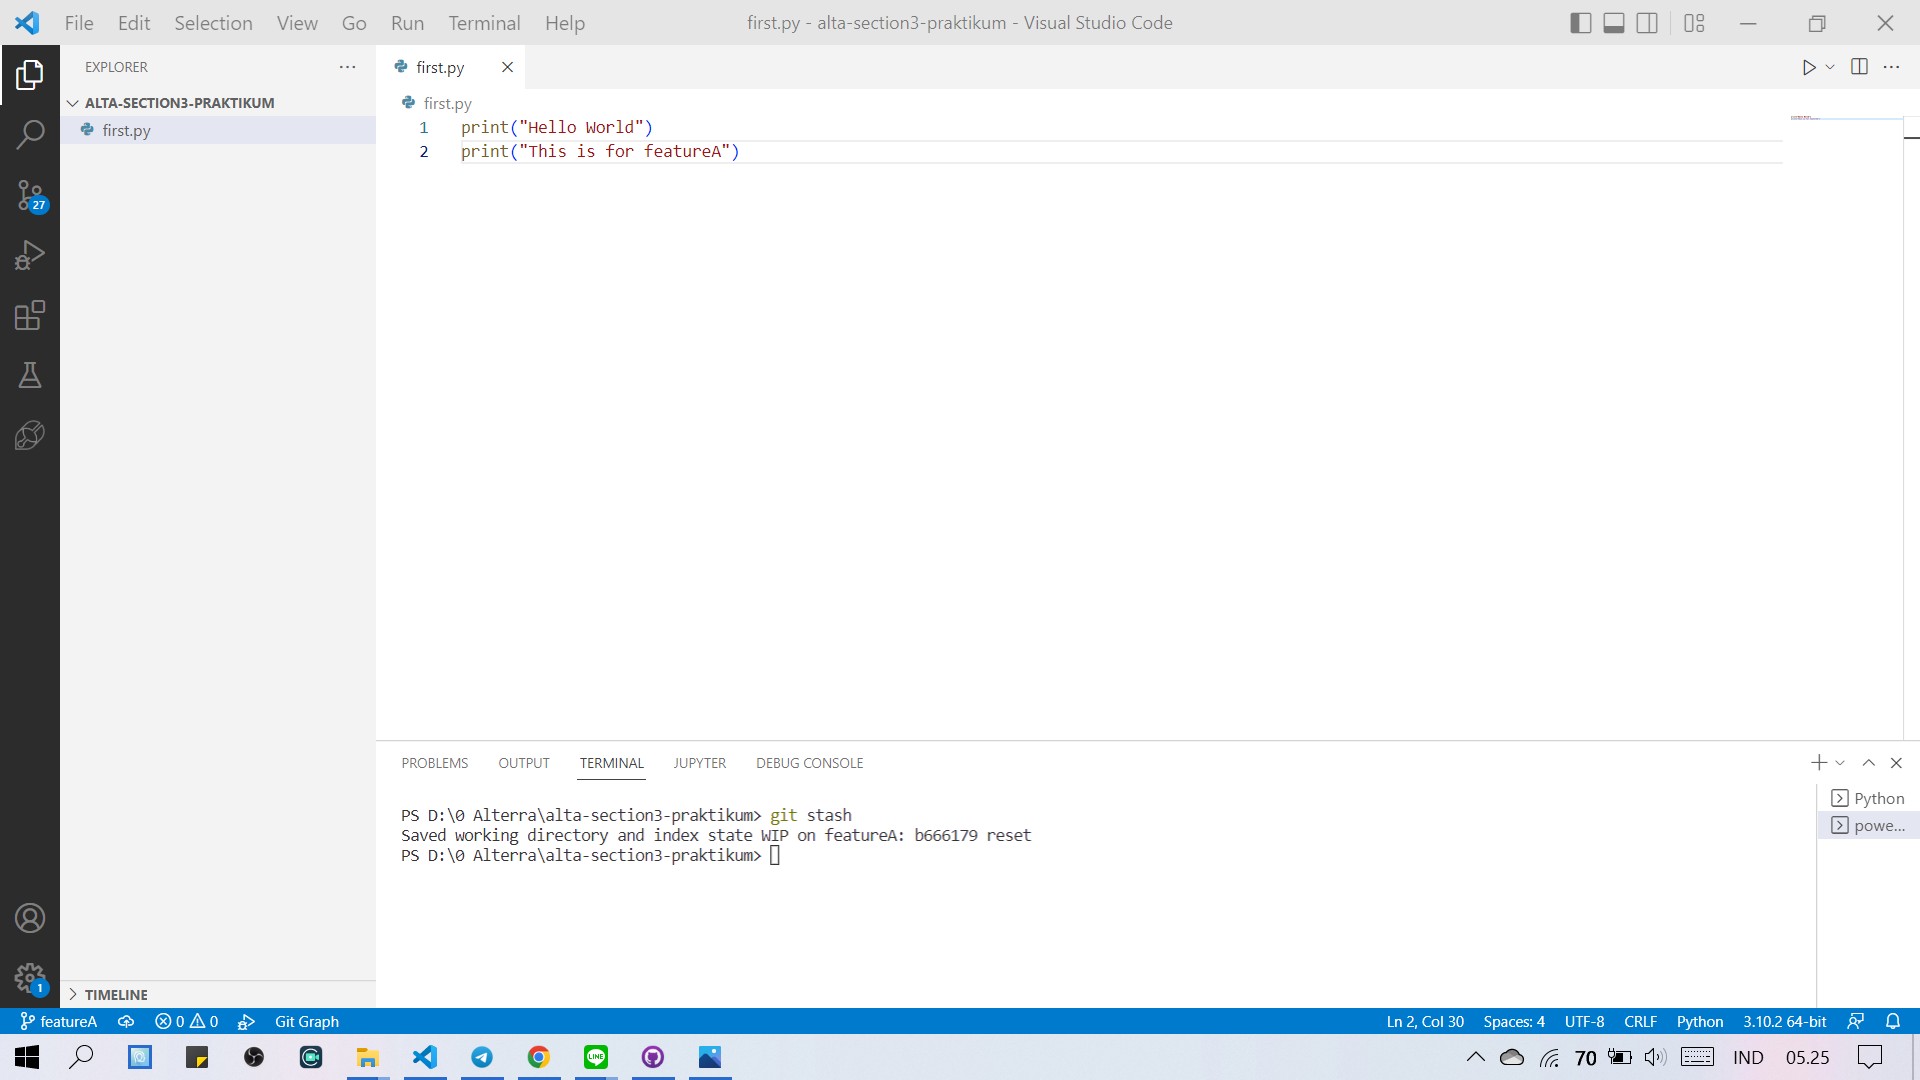 File Edit Selection View Go Run Terminal Help
first.py - alta-section3-praktikum - Visual Studio Code
EXPLORER
ALTA-SECTION3-PRAKTIKUM
first.py
27
1
TIMELINE
first.py
first.py
1 print("Hello World")
2 print("This is for featureA")
PROBLEMS OUTPUT TERMINAL JUPYTER DEBUG CONSOLE
PS D:\0 Alterra\alta-section3-praktikum> git stash
Saved working directory and index state WIP on featureA: b666179 reset
PS D:\0 Alterra\alta-section3-praktikum>
Python
powe...
featureA 0 0 Git Graph Ln 2, Col 30 Spaces: 4 UTF-8 CRLF Python 3.10.2 64-bit
LINE 70 IND 05.25